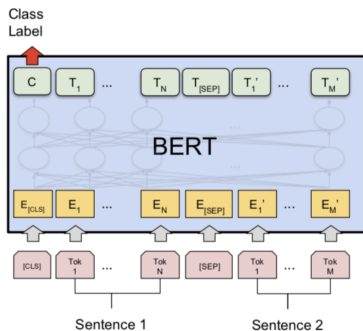 Class
Label
C T1 ... TN T[SEP] T1' ... TM'
BERT
E[CLS] E1 ... EN E[SEP] E1' ... EM'
[CLS] Tok 1 ... Tok N [SEP] Tok 1 ... Tok M
Sentence 1 Sentence 2